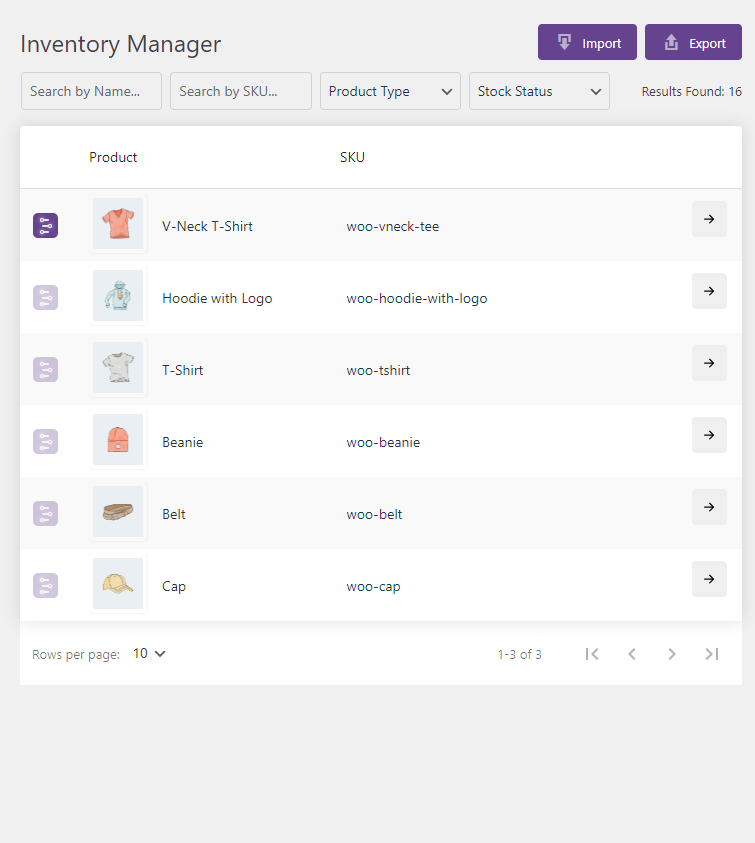 Inventory Manager
Import
Export
Search by Name...
Search by SKU...
Product Type
Stock Status
Results Found: 16
Product SKU
V-Neck T-Shirt woo-vneck-tee
Hoodie with Logo woo-hoodie-with-logo
T-Shirt woo-tshirt
Beanie woo-beanie
Belt woo-belt
Cap woo-cap
Rows per page: 10 1-3 of 3